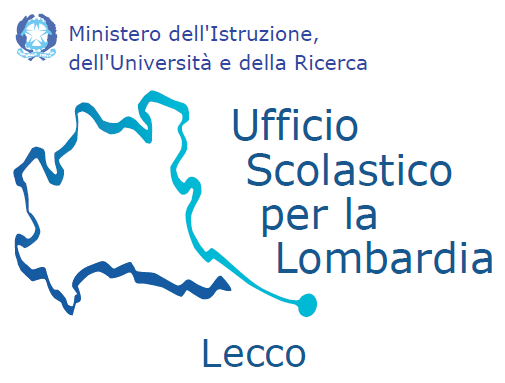 Ministero dell'Istruzione,
dell'Università e della Ricerca
Ufficio
Scolastico
per la
Lombardia
Lecco